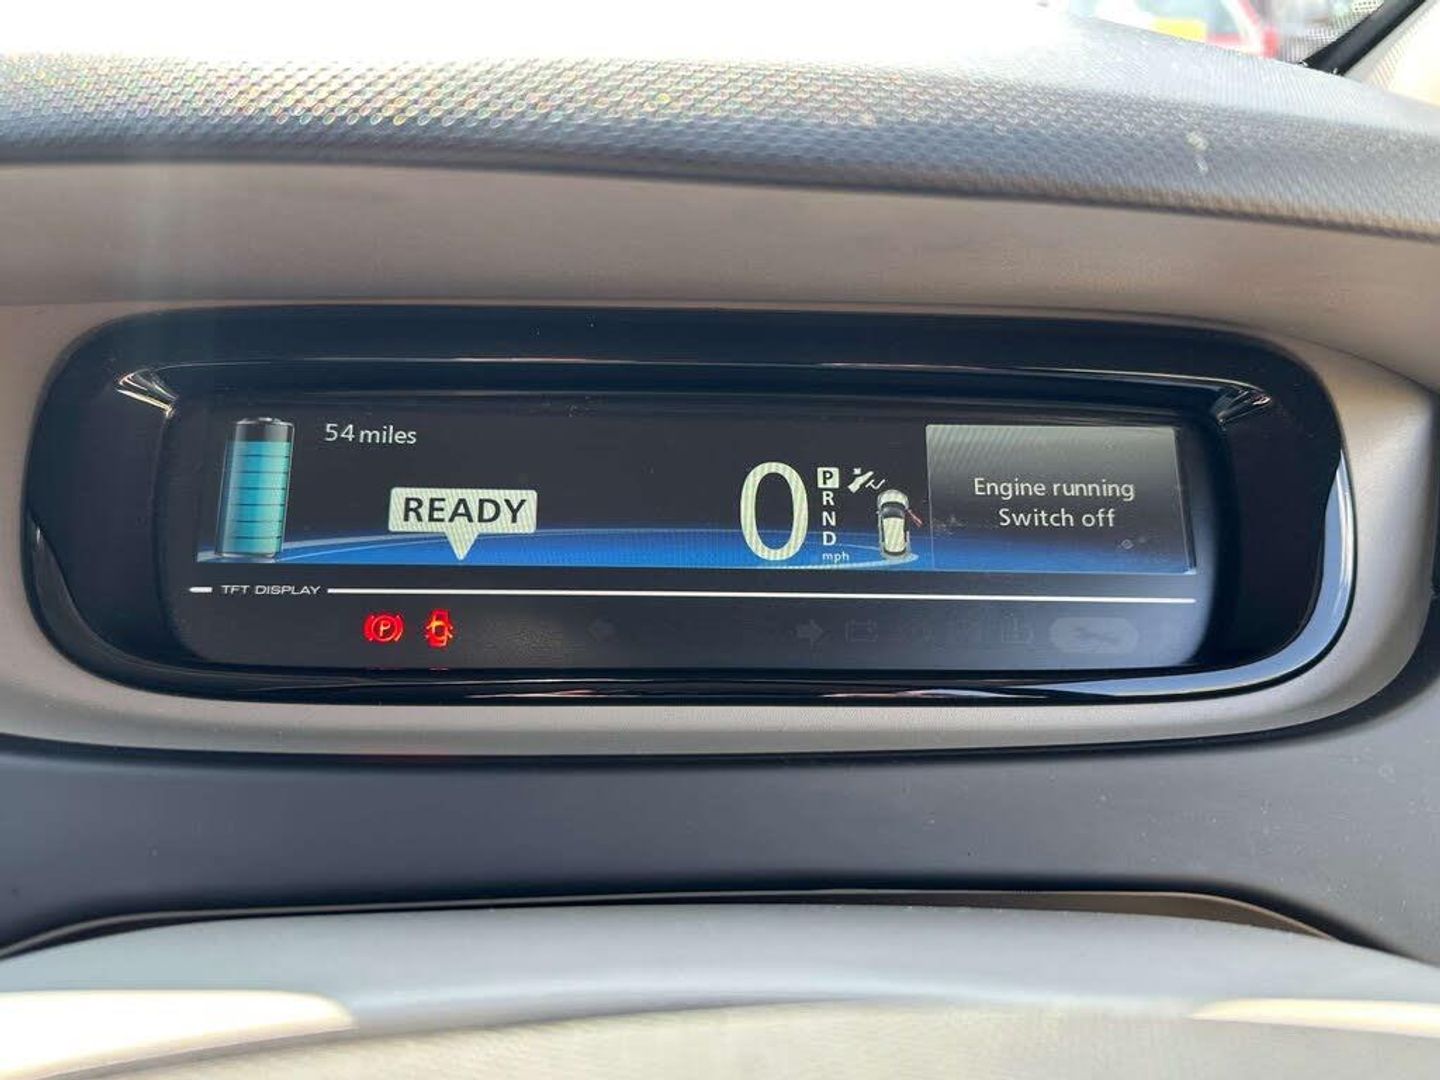 54 miles
READY
0
P
R
N
D
mph
Engine running
Switch off
TFT DISPLAY
P